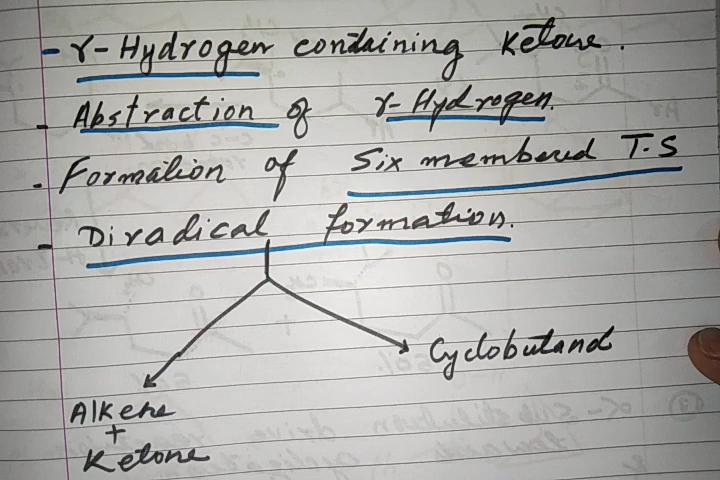 - γ-Hydrogen containing Ketone.
- Abstraction of γ-Hydrogen.
- Formation of Six membered T.S
- Diradical formation.
Cyclobutanol
Alkene
+
Ketone